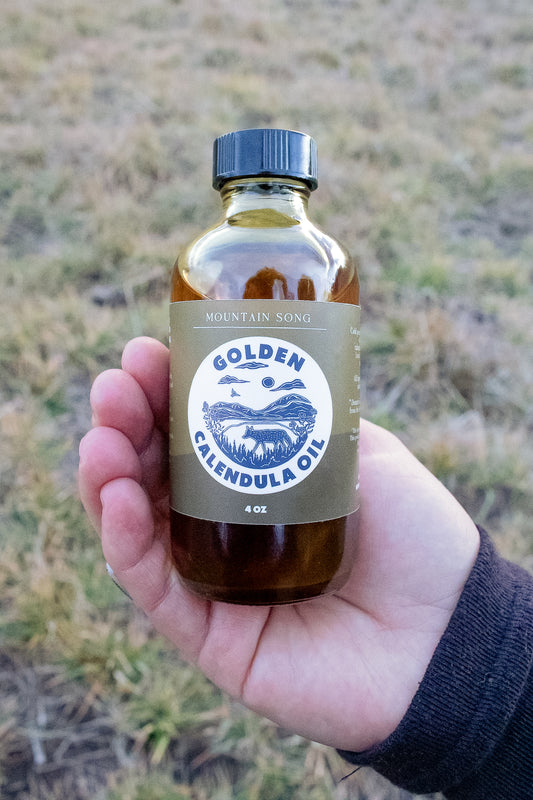 MOUNTAIN SONG
GOLDEN
CALENDULA OIL
4 OZ